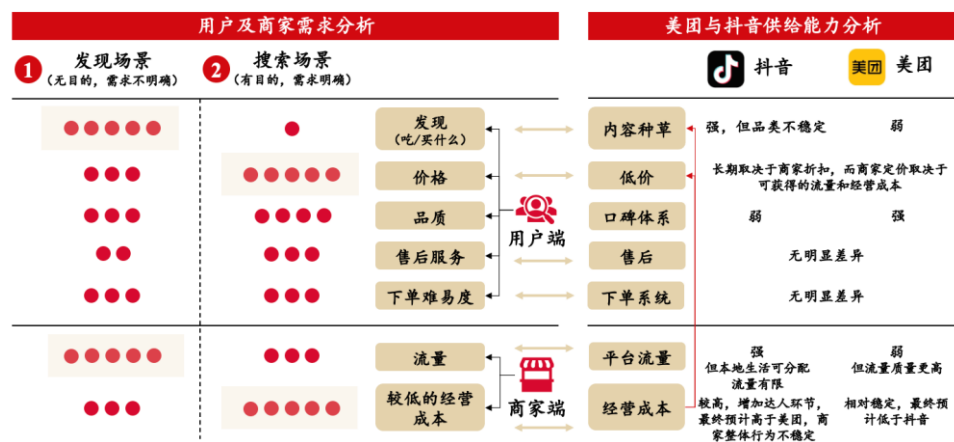 用户及商家需求分析
美团与抖音供给能力分析
1 发现场景
(无目的，需求不明确)
2 搜索场景
(有目的，需求明确)
抖音
美团 美团
发现
(吃/买什么)
内容种草
强，但品类不稳定
弱
价格
低价
长期取决于商家折扣，而商家定价取决于
可获得的流量和经营成本
品质
口碑体系
弱
强
用户端
售后服务
售后
无明显差异
下单难易度
下单系统
无明显差异
流量
平台流量
强
但本地生活可分配
流量有限
弱
但流量质量更高
较低的经营
成本
商家端
经营成本
较高，增加达人环节，
最终预计高于美团，商
家整体行为不稳定
相对稳定，最终预
计低于抖音